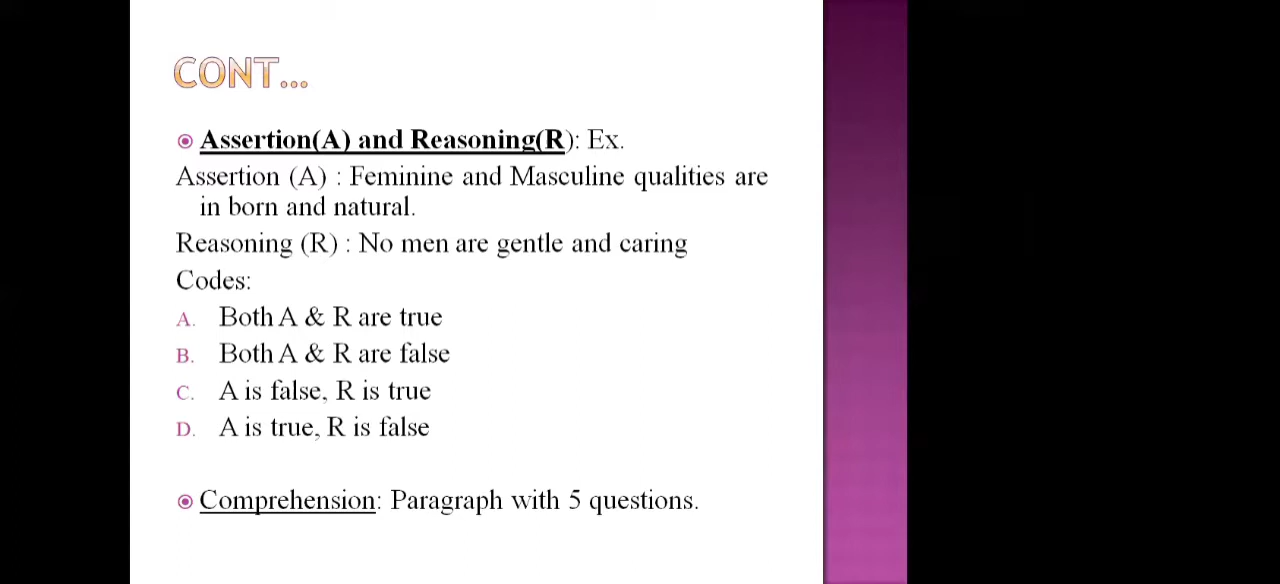 CONT...
Assertion(A) and Reasoning(R): Ex.
Assertion (A) : Feminine and Masculine qualities are
in born and natural.
Reasoning (R) : No men are gentle and caring
Codes:
A. Both A & R are true
B. Both A & R are false
C. A is false, R is true
D. A is true, R is false
Comprehension: Paragraph with 5 questions.